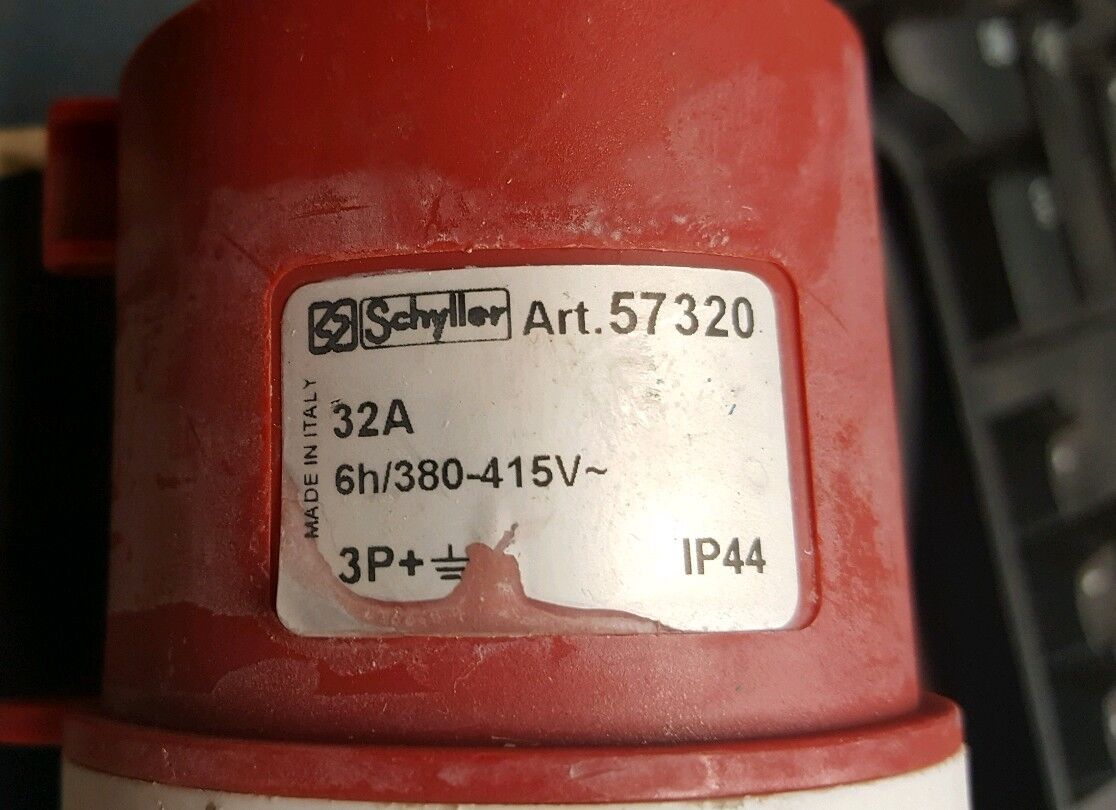 Schyller Art.57320
MADE IN ITALY
32A
6h/380-415V~
3P+⏚
IP44